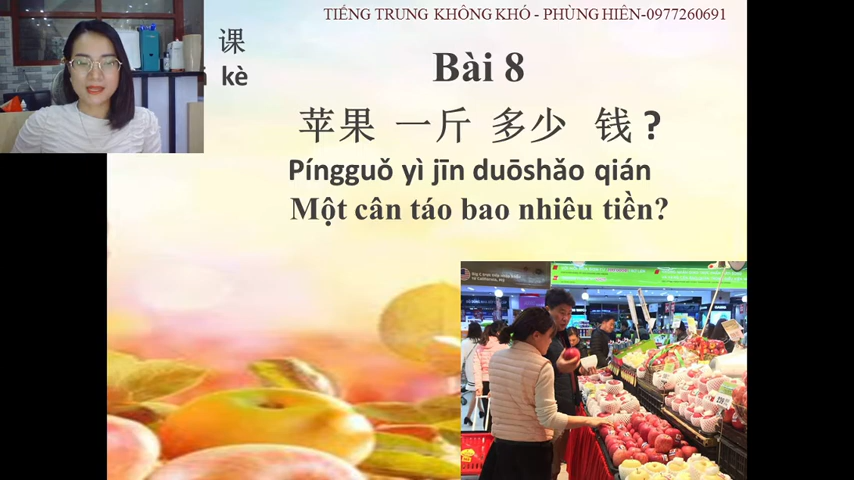 TIẾNG TRUNG KHÔNG KHÓ - PHÙNG HIÊN-0977260691
课
kè
Bài 8
苹果 一斤 多少 钱 ?
Píngguǒ yì jīn duōshǎo qián
Một cân táo bao nhiêu tiền?